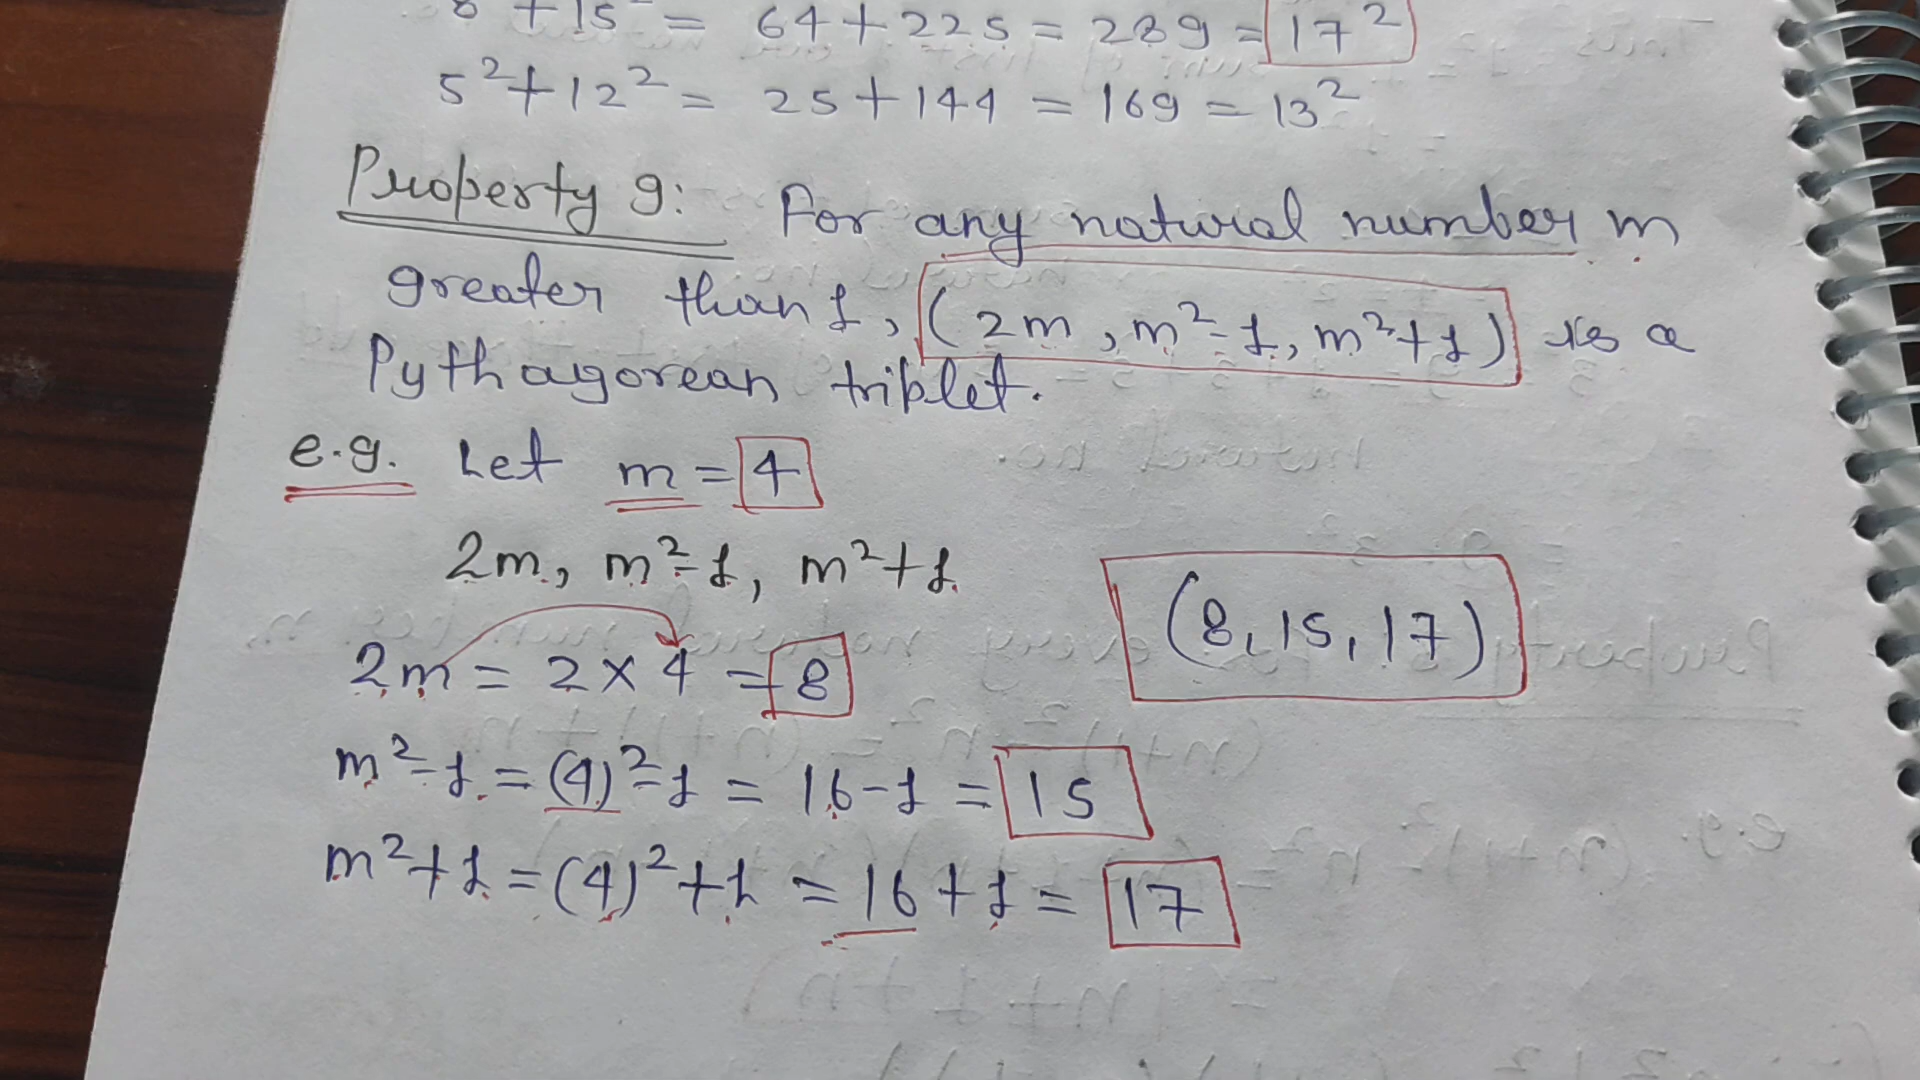 8²+15² = 64+225 = 289 = 17²
5²+12² = 25+144 = 169 = 13²
Property 9: For any natural number m
greater than 1, (2m, m²-1, m²+1) is a
Pythagorean triplet.
e.g. Let m = 4
2m, m²-1, m²+1
(8, 15, 17)
2m = 2 × 4 = 8
m²-1 = (4)²-1 = 16-1 = 15
m²+1 = (4)²+1 = 16+1 = 17